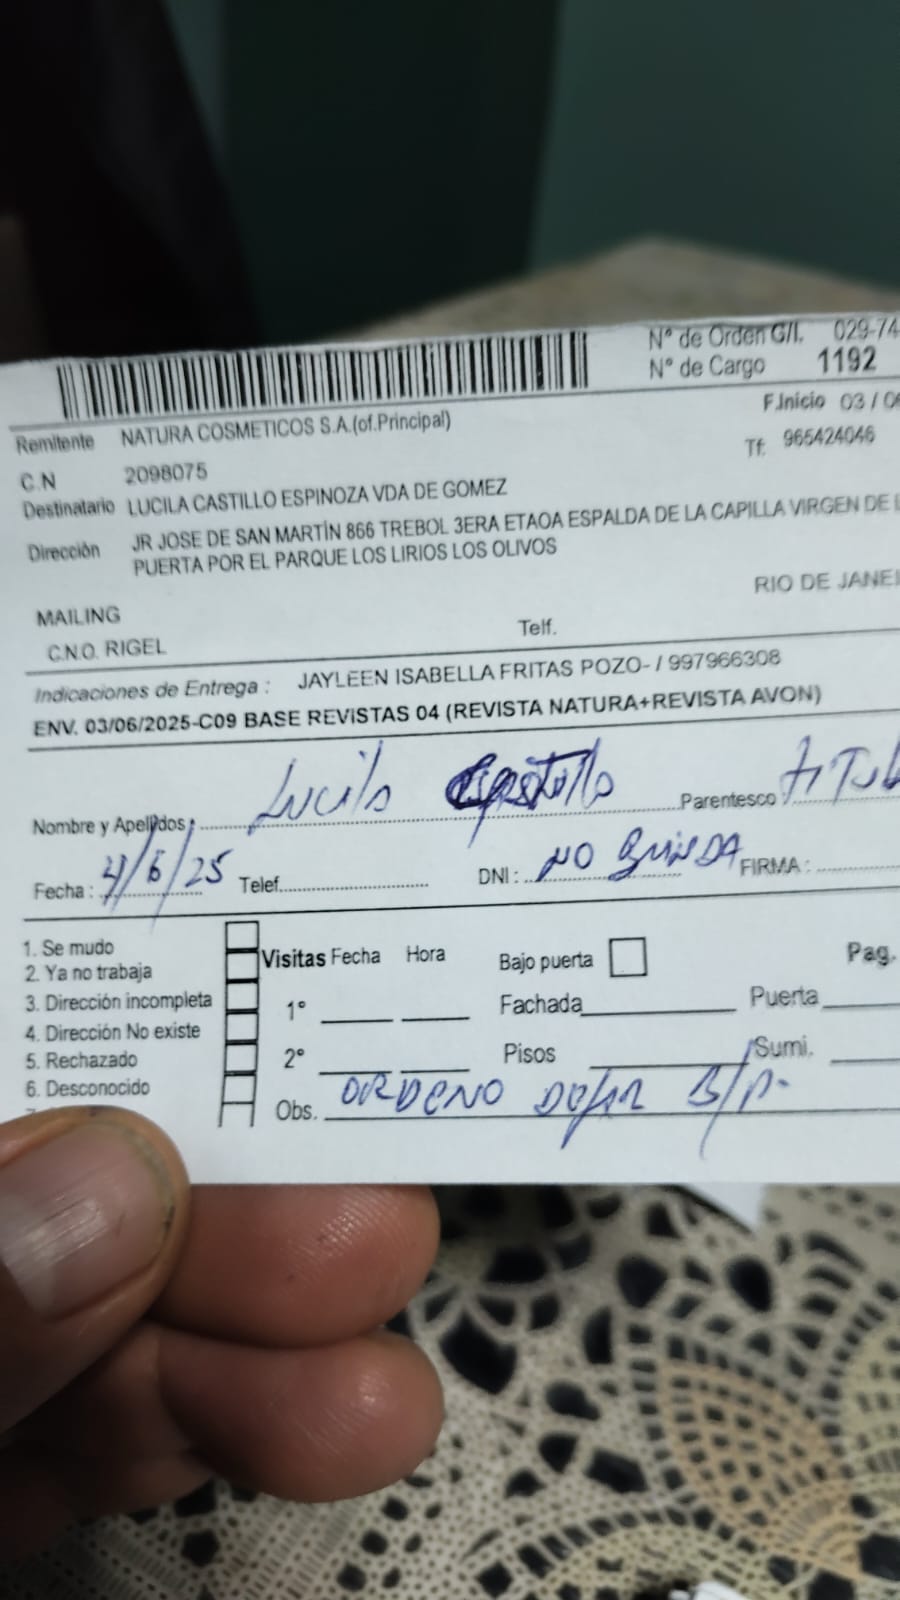 Nº de Orden G/I. 029-74
Nº de Cargo 1192
F.Inicio 03 / 06
Remitente NATURA COSMETICOS S.A.(of.Principal)
Tf: 965424046
C.N 2098075
Destinatario LUCILA CASTILLO ESPINOZA VDA DE GOMEZ
Dirección JR JOSE DE SAN MARTÍN 866 TREBOL 3ERA ETAOA ESPALDA DE LA CAPILLA VIRGEN DE L
PUERTA POR EL PARQUE LOS LIRIOS LOS OLIVOS
RIO DE JANEI
MAILING
C.N.O. RIGEL Telf.
Indicaciones de Entrega : JAYLEEN ISABELLA FRITAS POZO- / 997966308
ENV. 03/06/2025-C09 BASE REVISTAS 04 (REVISTA NATURA+REVISTA AVON)
Nombre y Apellidos : Lucila Castillo Parentesco TITUL
Fecha : 4/6/25 Telef. DNI : NO BRINDA FIRMA :
1. Se mudo
2. Ya no trabaja
3. Dirección incompleta
4. Dirección No existe
5. Rechazado
6. Desconocido
Visitas Fecha Hora
1°
2°
Bajo puerta Pag.
Fachada Puerta
Pisos Sumi.
Obs. ORDENO DEJAR B/P.